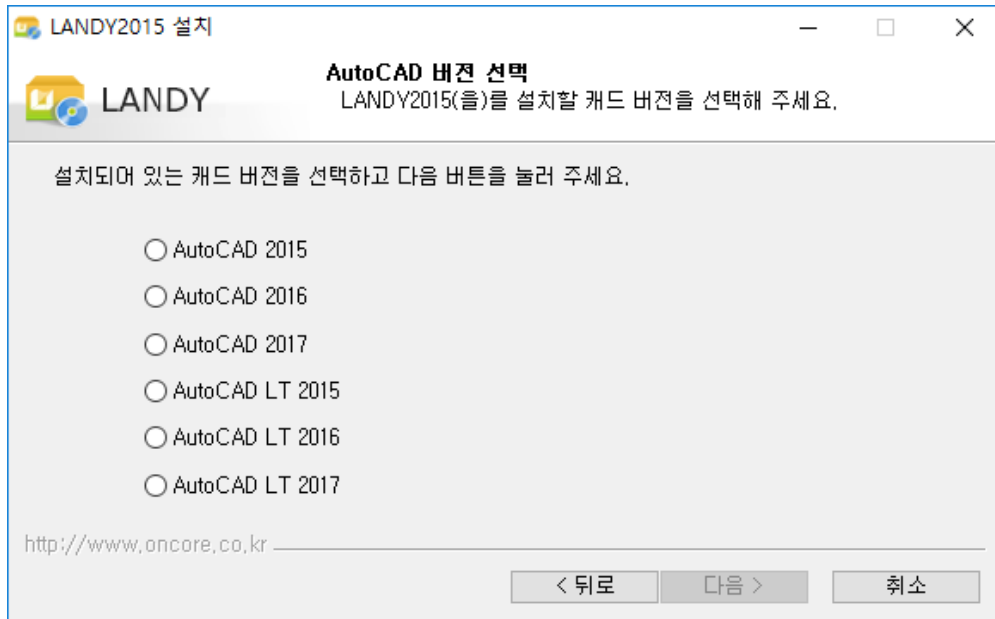 LANDY2015 설치
LANDY
AutoCAD 버전 선택
LANDY2015(을)를 설치할 캐드 버전을 선택해 주세요.
설치되어 있는 캐드 버전을 선택하고 다음 버튼을 눌러 주세요.
AutoCAD 2015
AutoCAD 2016
AutoCAD 2017
AutoCAD LT 2015
AutoCAD LT 2016
AutoCAD LT 2017
http://www.oncore.co.kr
< 뒤로
다음 >
취소